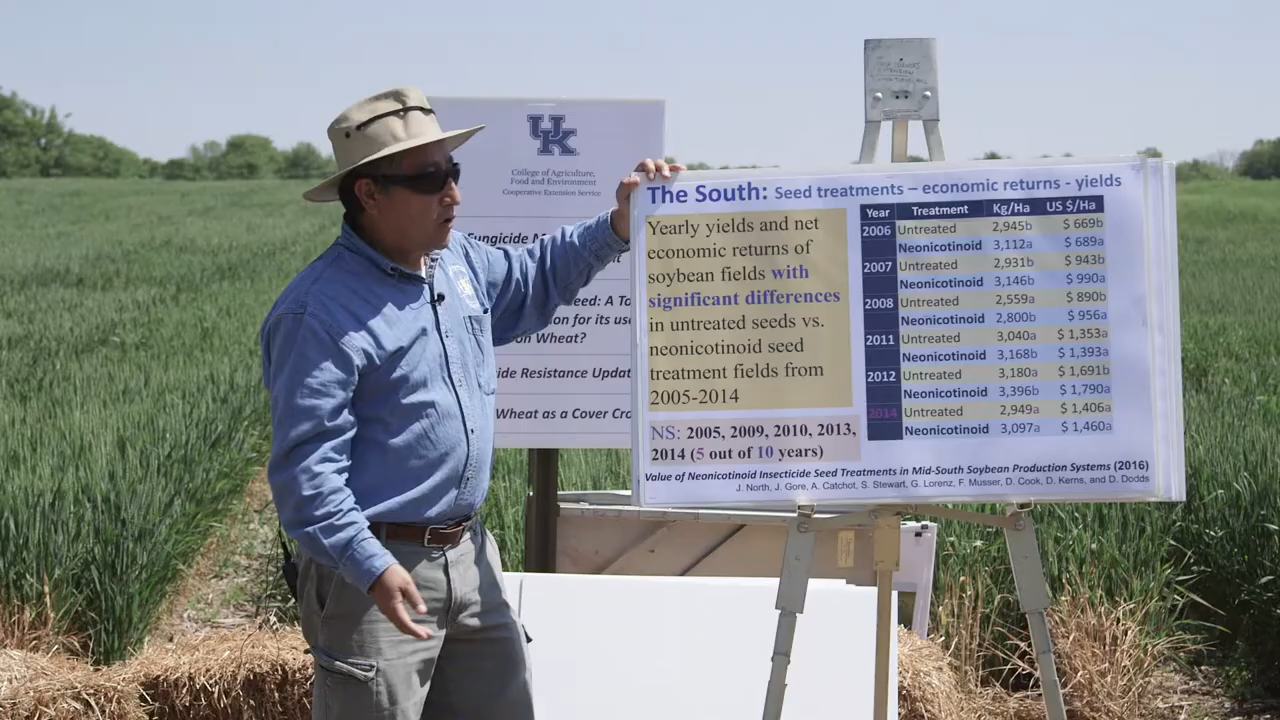 UK
College of Agriculture,
Food and Environment
Cooperative Extension Service
Fungicide
eed: A To
ion for its us
on Wheat?
ide Resistance Updat
Wheat as a Cover Cro
The South: Seed treatments – economic returns - yields
Yearly yields and net
economic returns of
soybean fields with
significant differences
in untreated seeds vs.
neonicotinoid seed
treatment fields from
2005-2014
NS: 2005, 2009, 2010, 2013,
2014 (5 out of 10 years)
Year Treatment Kg/Ha US $/Ha
2006 Untreated 2,945b $ 669b
Neonicotinoid 3,112a $ 689a
2007 Untreated 2,931b $ 943b
Neonicotinoid 3,146b $ 990a
2008 Untreated 2,559a $ 890b
Neonicotinoid 2,800b $ 956a
2011 Untreated 3,040a $ 1,353a
Neonicotinoid 3,168b $ 1,393a
2012 Untreated 3,180a $ 1,691b
Neonicotinoid 3,396b $ 1,790a
2014 Untreated 2,949a $ 1,406a
Neonicotinoid 3,097a $ 1,460a
Value of Neonicotinoid Insecticide Seed Treatments in Mid-South Soybean Production Systems (2016)
J. North, J. Gore, A. Catchot, S. Stewart, G. Lorenz, F. Musser, D. Cook, D. Kerns, and D. Dodds